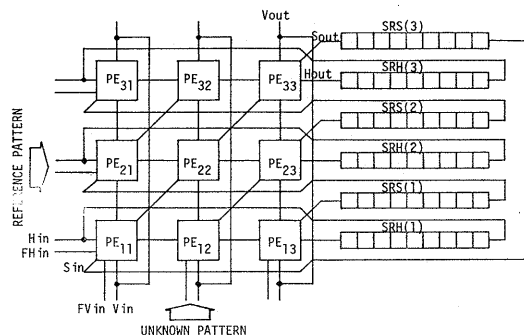 Vout
SRS(3)
Sout
PE31
PE32
PE33
Hout
SRH(3)
SRS(2)
REFERENCE PATTERN
PE21
PE22
PE23
SRH(2)
SRS(1)
Hin
FHin
PE11
PE12
PE13
SRH(1)
Sin
FVin Vin
UNKNOWN PATTERN